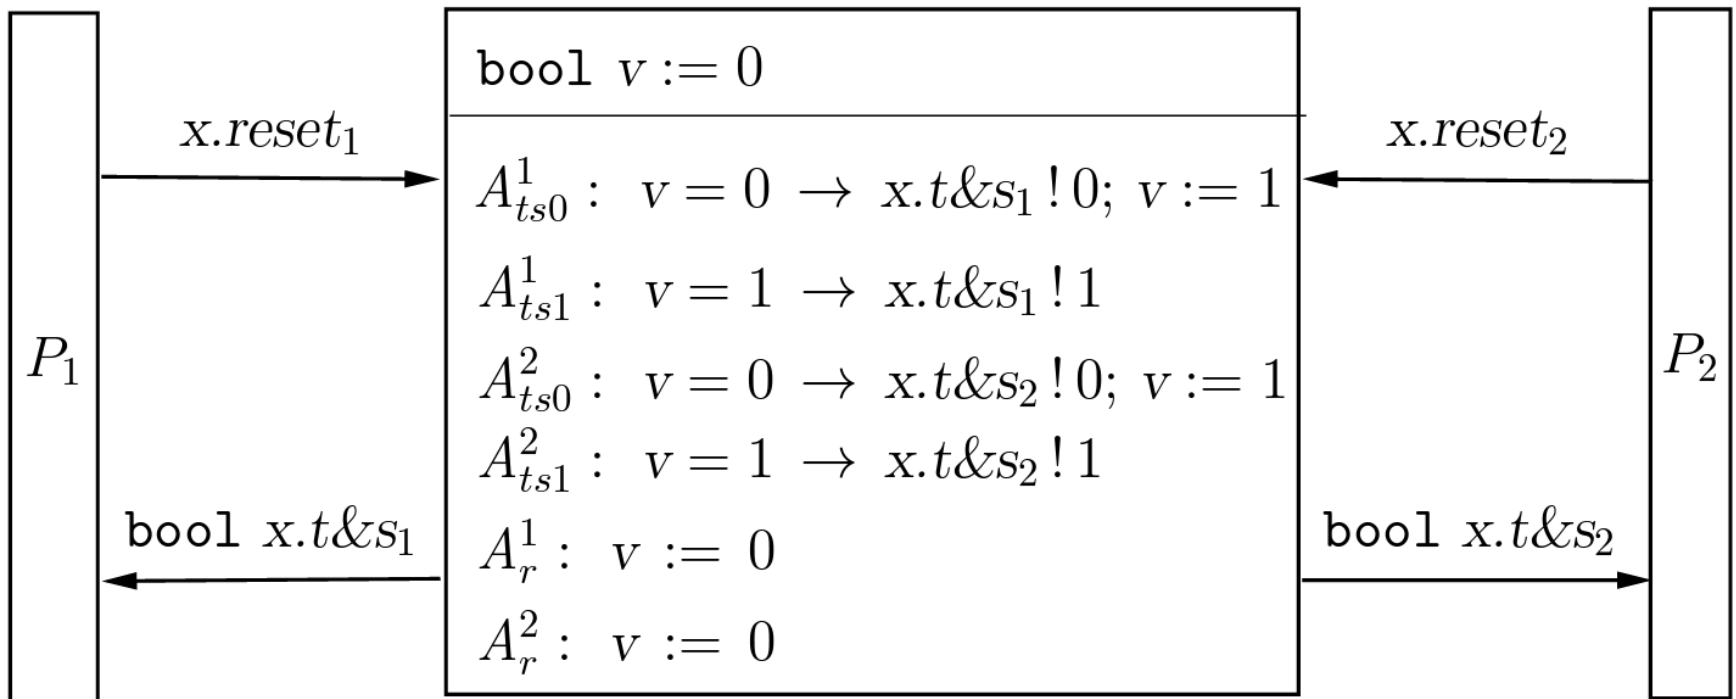 bool v := 0
x.reset₁
x.reset₂
A¹ₜₛ₀ : v = 0 → x.t&s₁ ! 0; v := 1
A¹ₜₛ₁ : v = 1 → x.t&s₁ ! 1
P₁
A²ₜₛ₀ : v = 0 → x.t&s₂ ! 0; v := 1
P₂
A²ₜₛ₁ : v = 1 → x.t&s₂ ! 1
bool x.t&s₁
A¹ᵣ : v := 0
bool x.t&s₂
A²ᵣ : v := 0